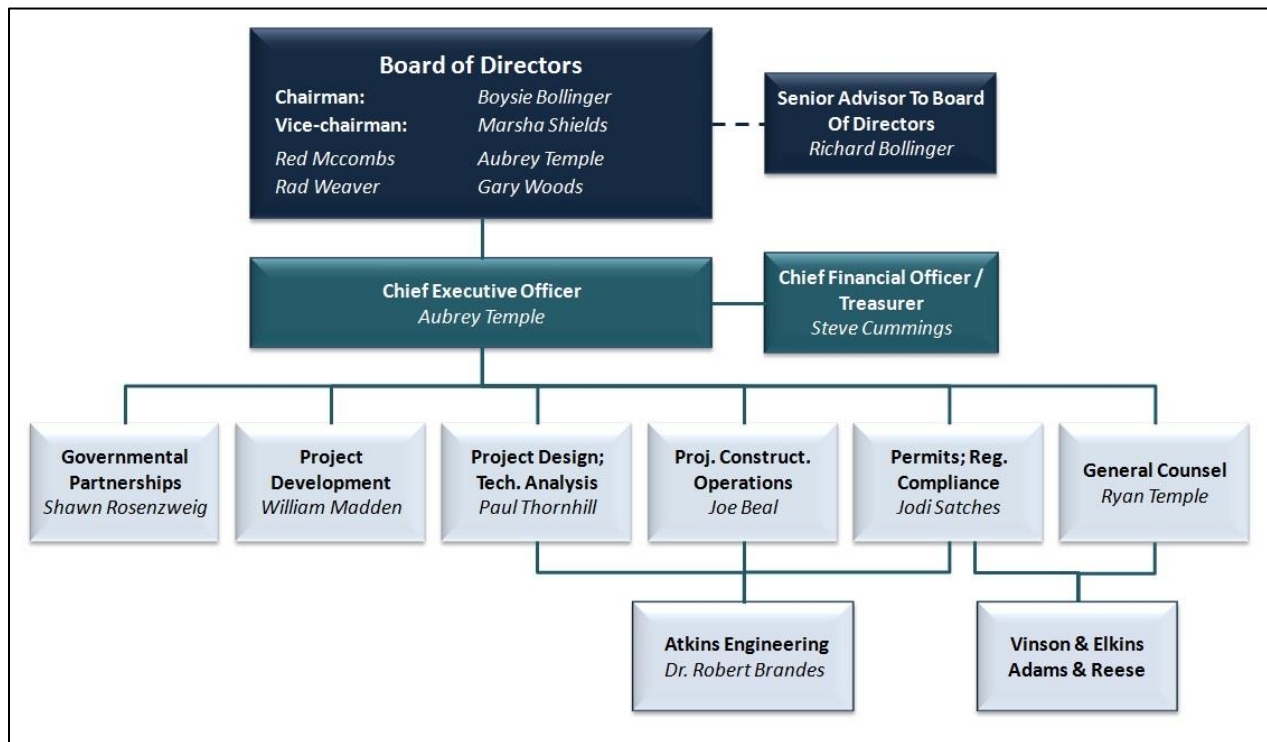 Board of Directors
Chairman: Boysie Bollinger
Vice-chairman: Marsha Shields
Red Mccombs Aubrey Temple
Rad Weaver Gary Woods
Senior Advisor To Board
Of Directors
Richard Bollinger
Chief Executive Officer
Aubrey Temple
Chief Financial Officer /
Treasurer
Steve Cummings
Governmental
Partnerships
Shawn Rosenzweig
Project
Development
William Madden
Project Design;
Tech. Analysis
Paul Thornhill
Proj. Construct.
Operations
Joe Beal
Permits; Reg.
Compliance
Jodi Satches
General Counsel
Ryan Temple
Atkins Engineering
Dr. Robert Brandes
Vinson & Elkins
Adams & Reese